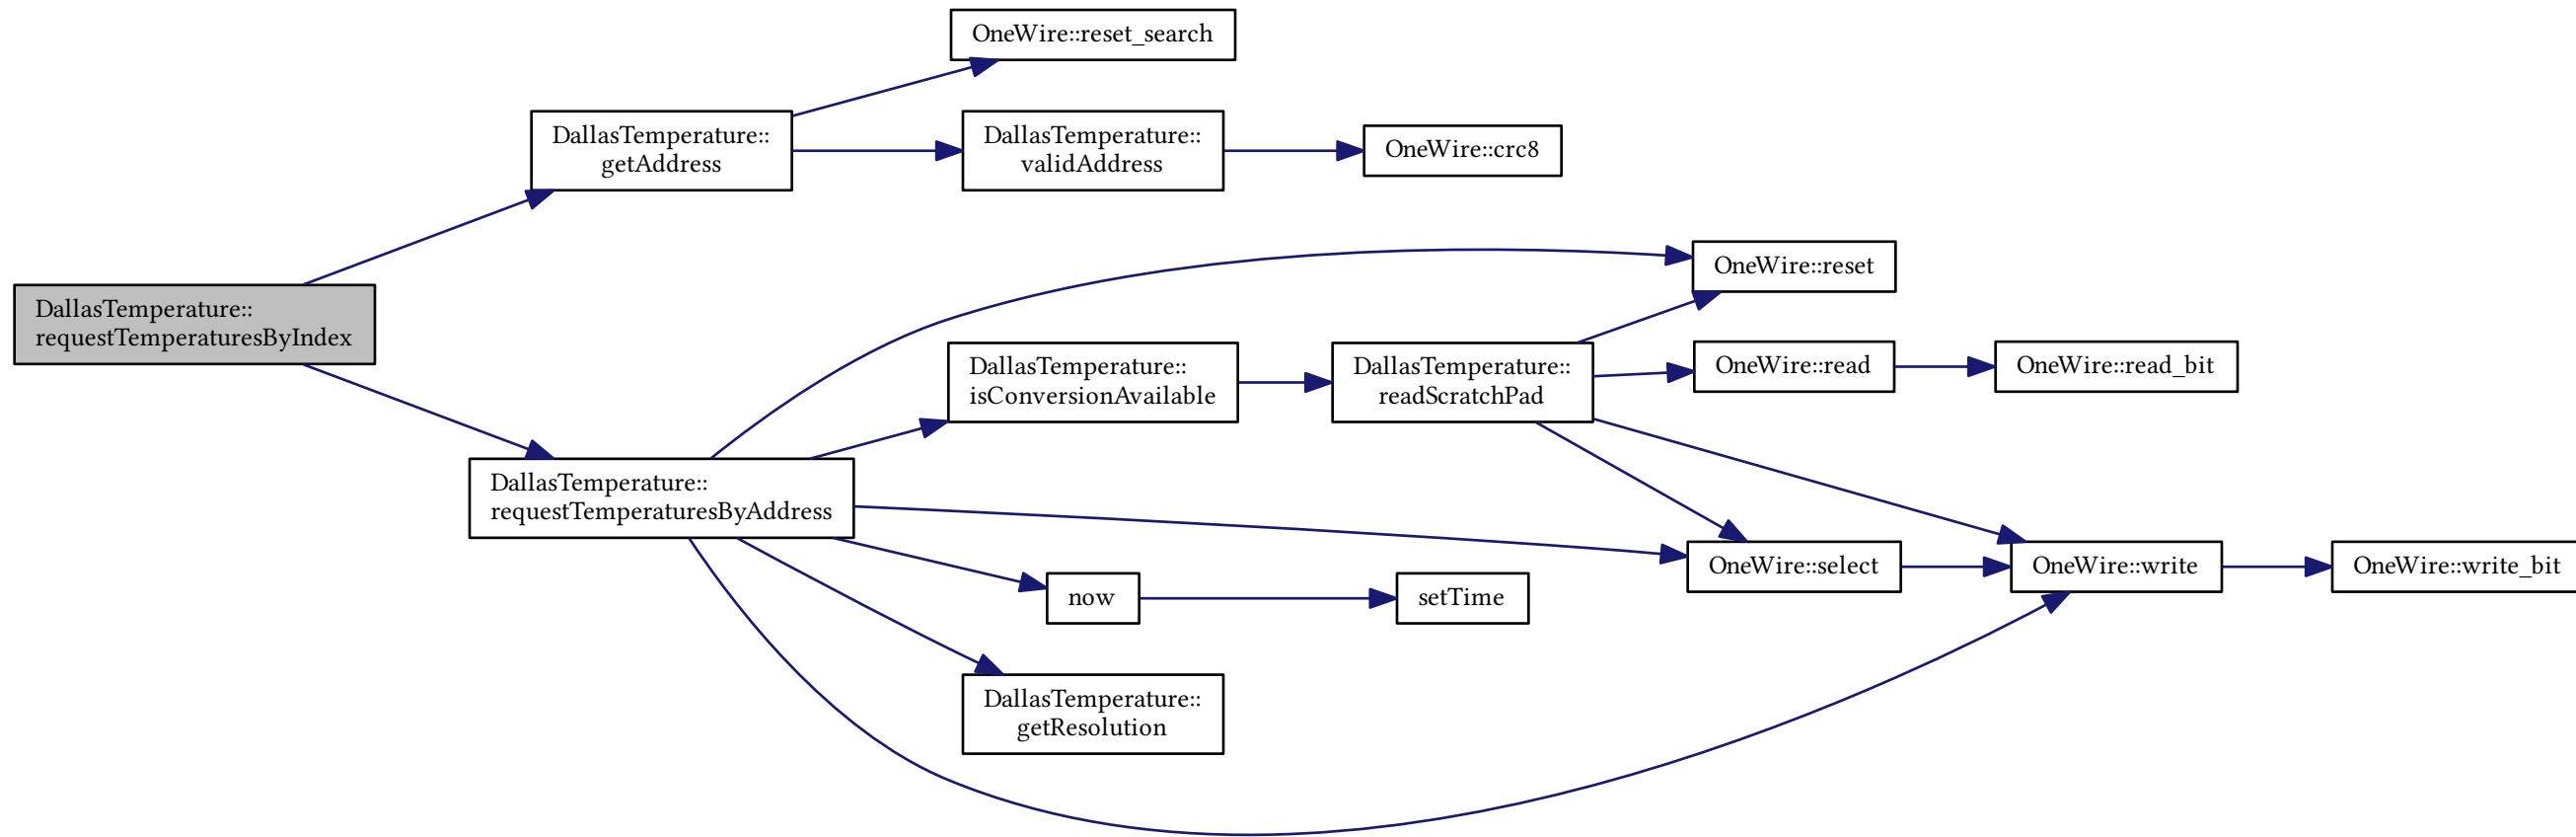 OneWire::reset_search
DallasTemperature::
getAddress
DallasTemperature::
validAddress
OneWire::crc8
OneWire::reset
DallasTemperature::
requestTemperaturesByIndex
DallasTemperature::
isConversionAvailable
DallasTemperature::
readScratchPad
OneWire::read
OneWire::read_bit
DallasTemperature::
requestTemperaturesByAddress
OneWire::select
OneWire::write
OneWire::write_bit
now
setTime
DallasTemperature::
getResolution